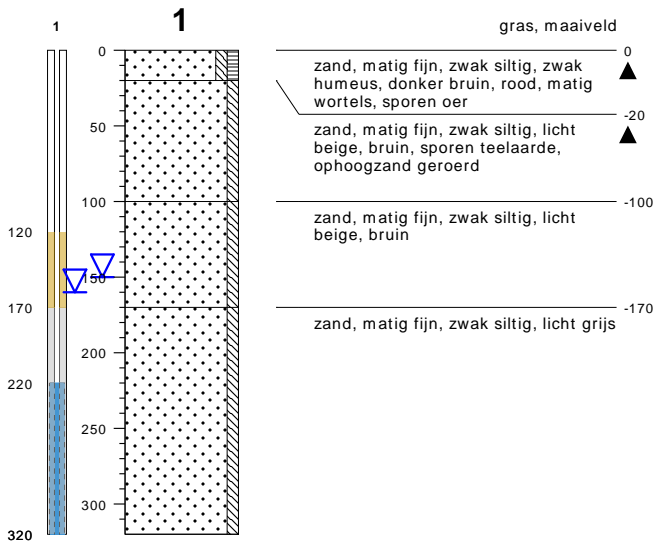 1
1
gras, maaiveld
0
0
zand, matig fijn, zwak siltig, zwak
humeus, donker bruin, rood, matig
wortels, sporen oer
-20
50
zand, matig fijn, zwak siltig, licht
beige, bruin, sporen teelaarde,
ophoogzand geroerd
100
-100
zand, matig fijn, zwak siltig, licht
beige, bruin
120
150
170
-170
zand, matig fijn, zwak siltig, licht grijs
200
220
250
300
320